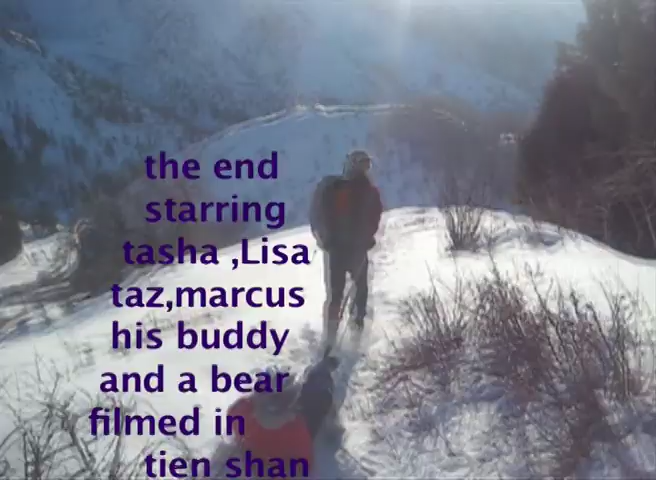 the end
starring
tasha ,Lisa
taz,marcus
his buddy
and a bear
filmed in
tien shan